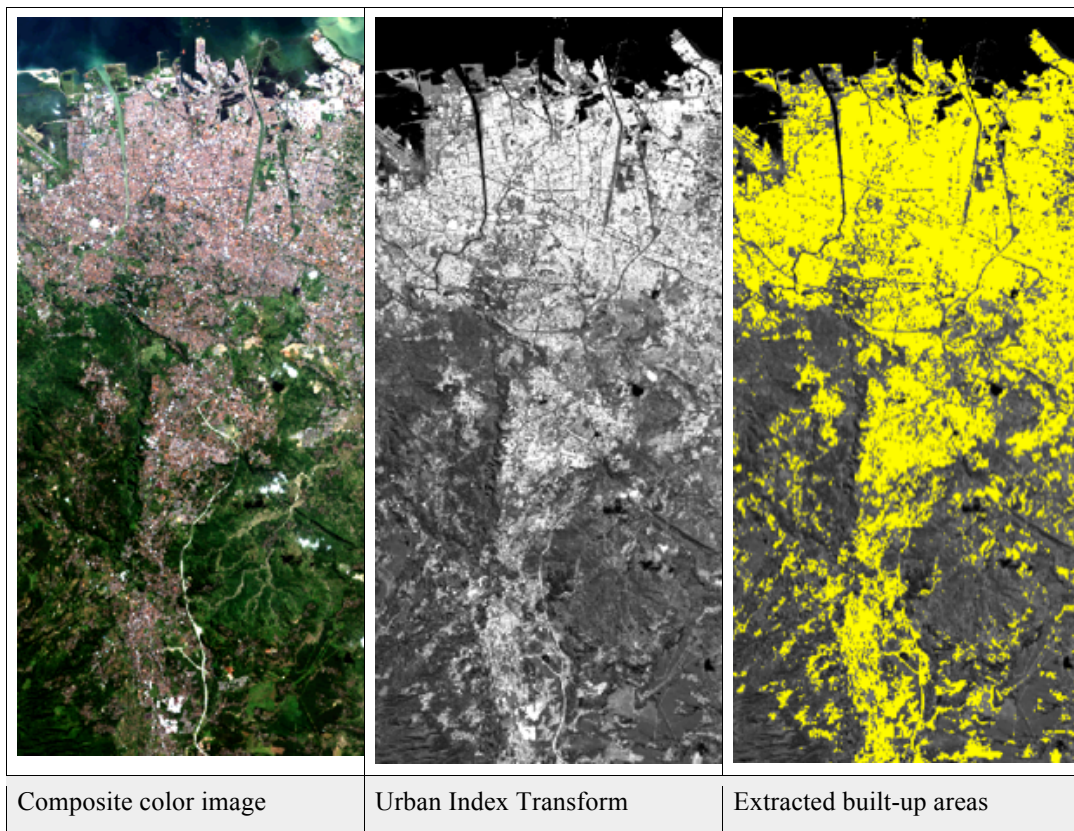 Composite color image
Urban Index Transform
Extracted built-up areas